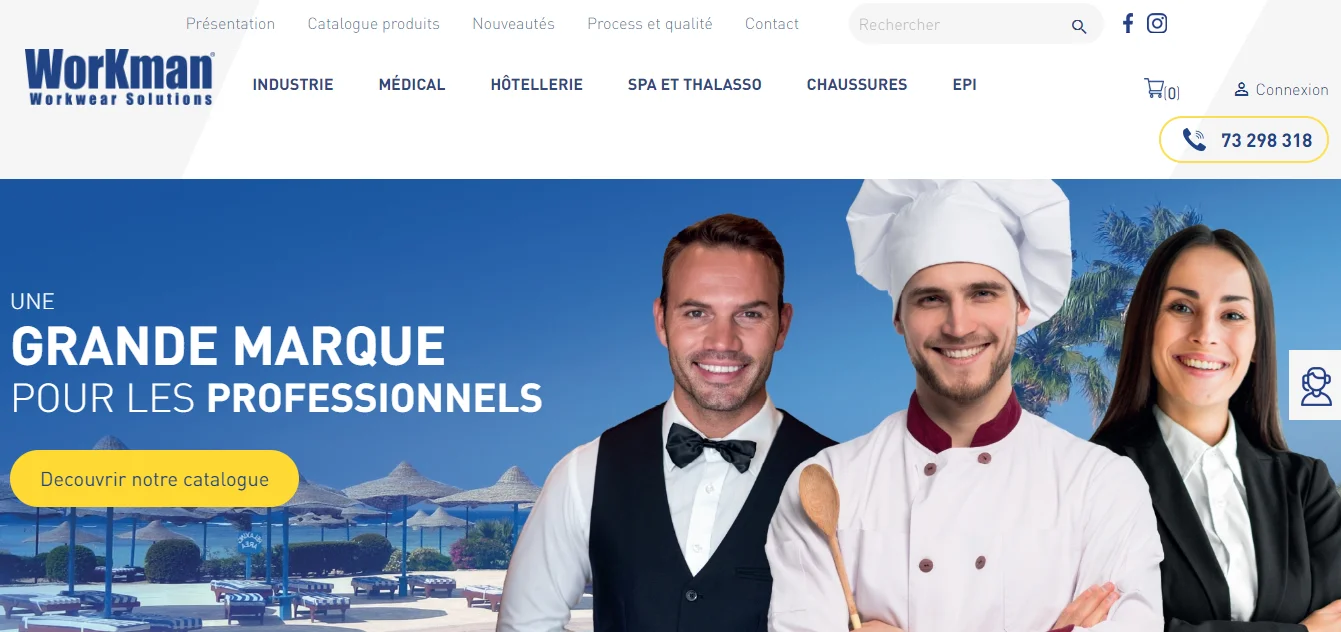 Présentation Catalogue produits Nouveautés Process et qualité Contact Rechercher
WorKman®
Workwear Solutions
INDUSTRIE MÉDICAL HÔTELLERIE SPA ET THALASSO CHAUSSURES EPI
(0) Connexion
73 298 318
UNE
GRANDE MARQUE
POUR LES PROFESSIONNELS
Decouvrir notre catalogue